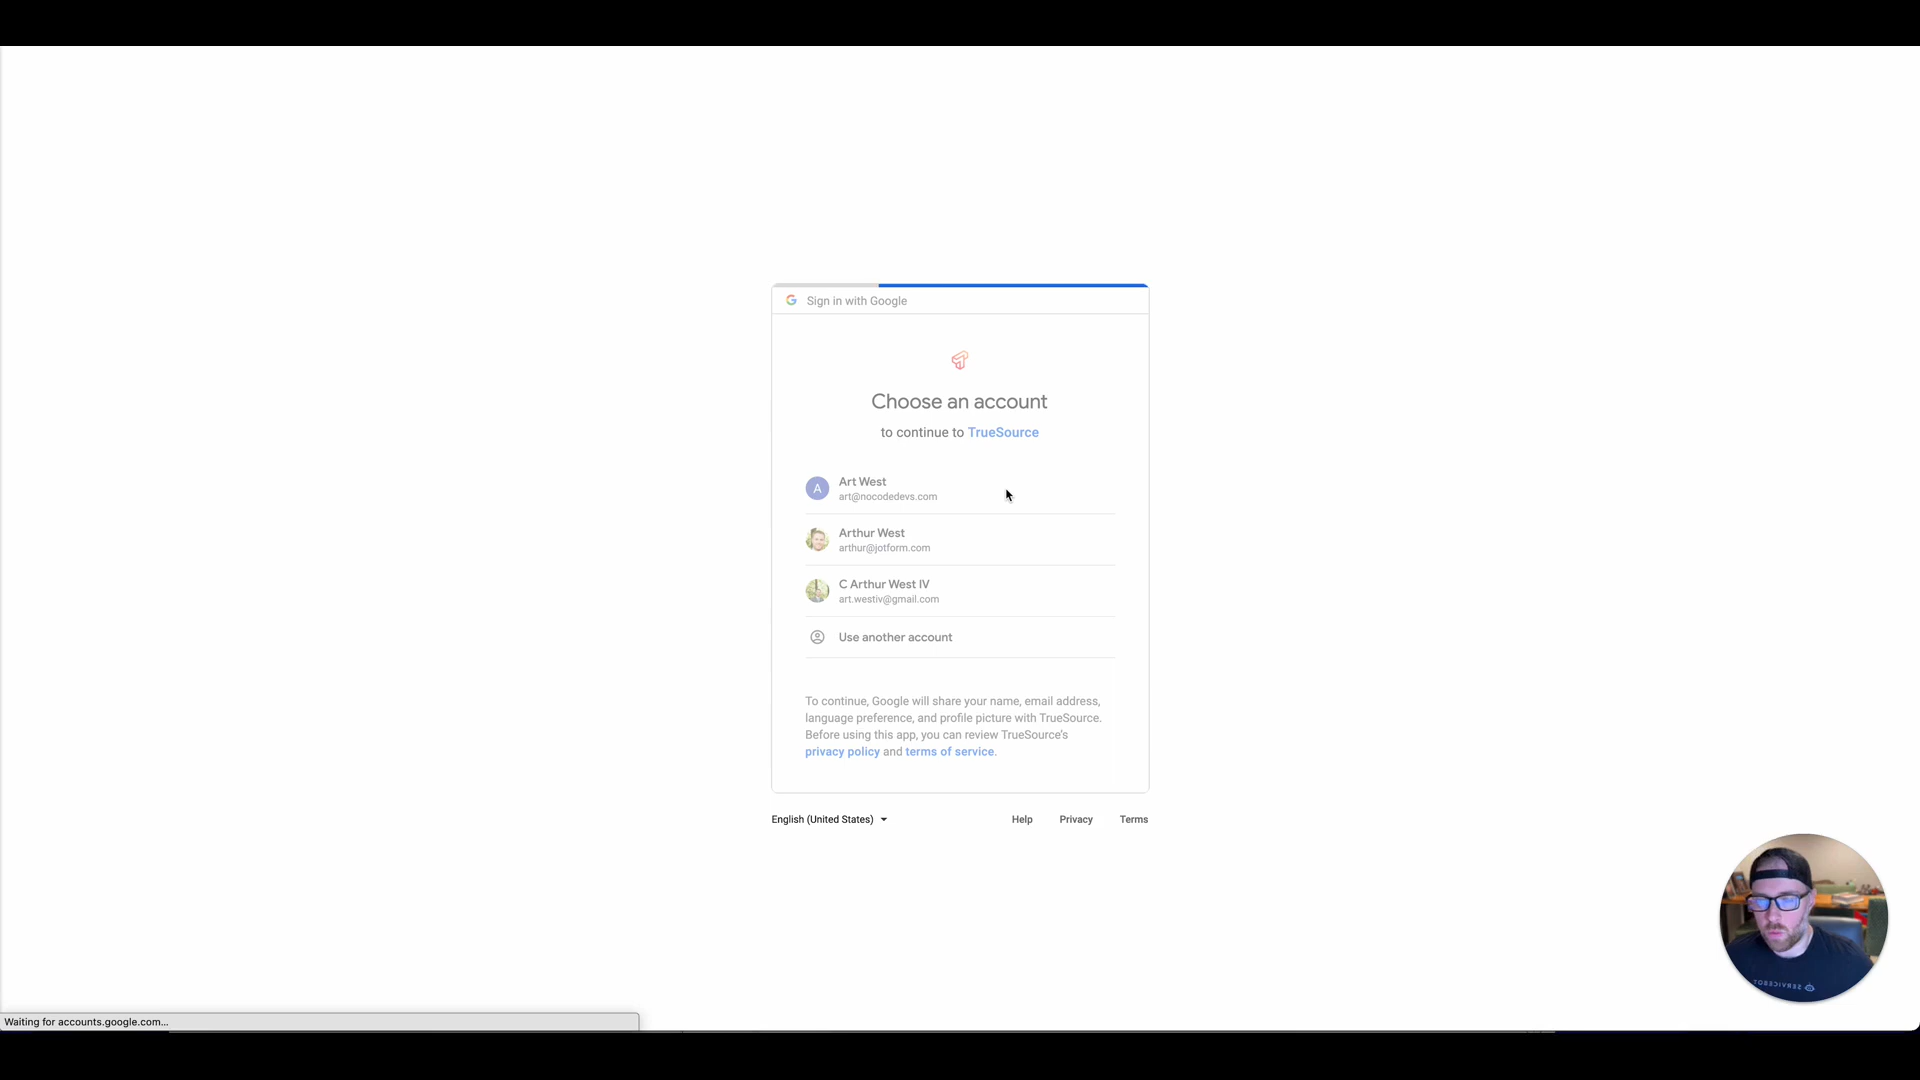 Sign in with Google
Choose an account
to continue to TrueSource
A
Art West
art@nocodedevs.com
Arthur West
arthur@jotform.com
C Arthur West IV
art.westiv@gmail.com
Use another account
To continue, Google will share your name, email address,
language preference, and profile picture with TrueSource.
Before using this app, you can review TrueSource's
privacy policy and terms of service.
English (United States)
Help Privacy Terms
SERVICEBOT
Waiting for accounts.google.com...